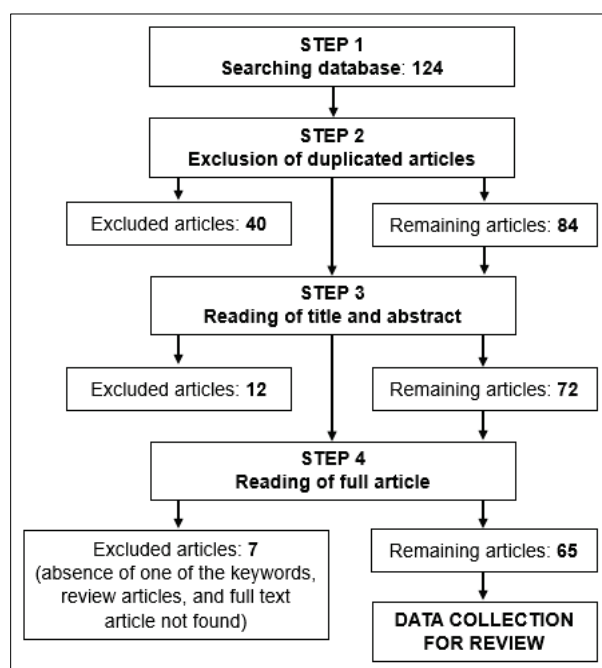 STEP 1
Searching database: 124
STEP 2
Exclusion of duplicated articles
Excluded articles: 40
Remaining articles: 84
STEP 3
Reading of title and abstract
Excluded articles: 12
Remaining articles: 72
STEP 4
Reading of full article
Excluded articles: 7
(absence of one of the keywords,
review articles, and full text
article not found)
Remaining articles: 65
DATA COLLECTION
FOR REVIEW